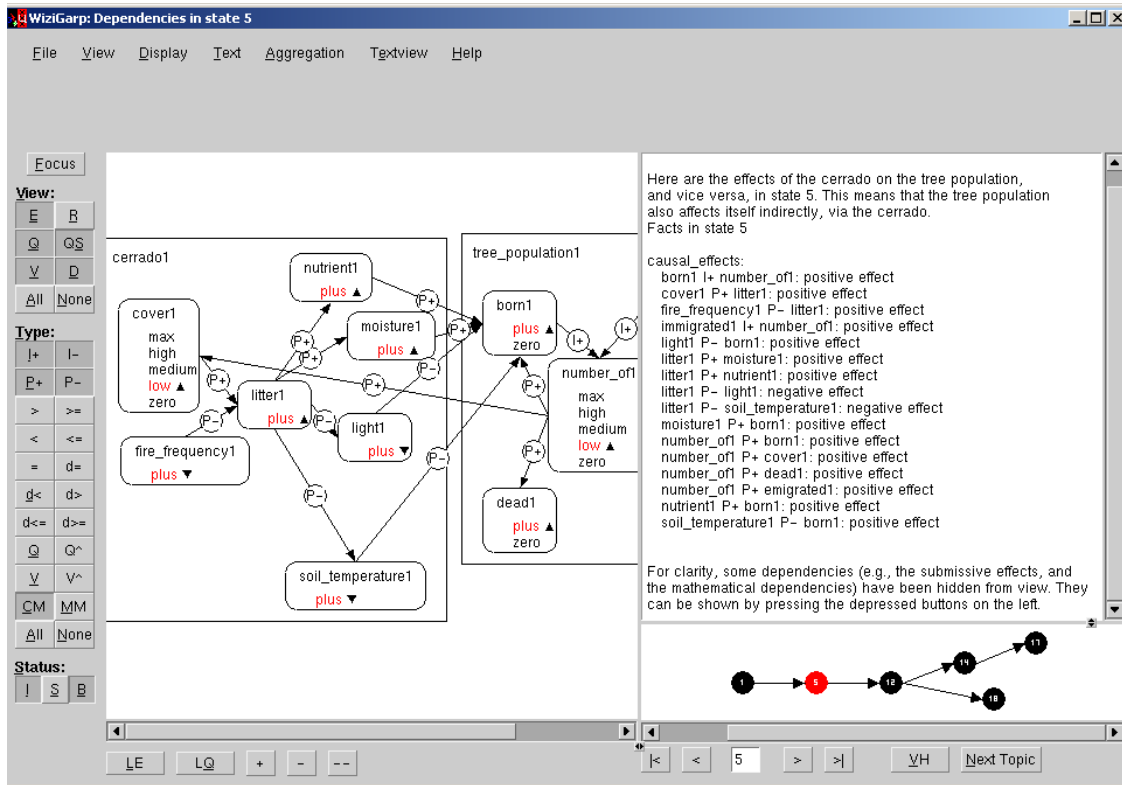 WiziGarp: Dependencies in state 5
File View Display Text Aggregation Textview Help
Focus
View:
E R
Q QS
V D
All None
Type:
I+ I-
P+ P-
> >=
< <=
= d=
d< d>
d<= d>=
Q Q^
V V^
CM MM
All None
Status:
I S B
cerrado1
nutrient1
plus ▲
cover1
max
high
medium
low ▲
zero
moisture1
plus ▲
litter1
plus ▲
light1
plus ▼
fire_frequency1
plus ▼
soil_temperature1
plus ▼
P+
P+
P+
P-
P-
P-
P+
P+
P+
P-
P-
tree_population1
born1
plus ▲
zero
I+
I+
number_of1
max
high
medium
low ▲
zero
P+
P+
dead1
plus ▲
zero
Here are the effects of the cerrado on the tree population,
and vice versa, in state 5. This means that the tree population
also affects itself indirectly, via the cerrado.
Facts in state 5
causal_effects:
born1 I+ number_of1: positive effect
cover1 P+ litter1: positive effect
fire_frequency1 P- litter1: positive effect
immigrated1 I+ number_of1: positive effect
light1 P- born1: positive effect
litter1 P+ moisture1: positive effect
litter1 P+ nutrient1: positive effect
litter1 P- light1: negative effect
litter1 P- soil_temperature1: negative effect
moisture1 P+ born1: positive effect
number_of1 P+ born1: positive effect
number_of1 P+ cover1: positive effect
number_of1 P+ dead1: positive effect
number_of1 P+ emigrated1: positive effect
nutrient1 P+ born1: positive effect
soil_temperature1 P- born1: positive effect
For clarity, some dependencies (e.g., the submissive effects, and
the mathematical dependencies) have been hidden from view. They
can be shown by pressing the depressed buttons on the left.
1 5 12 14 17 18
LE LQ + - --
|< < 5 > >| VH Next Topic